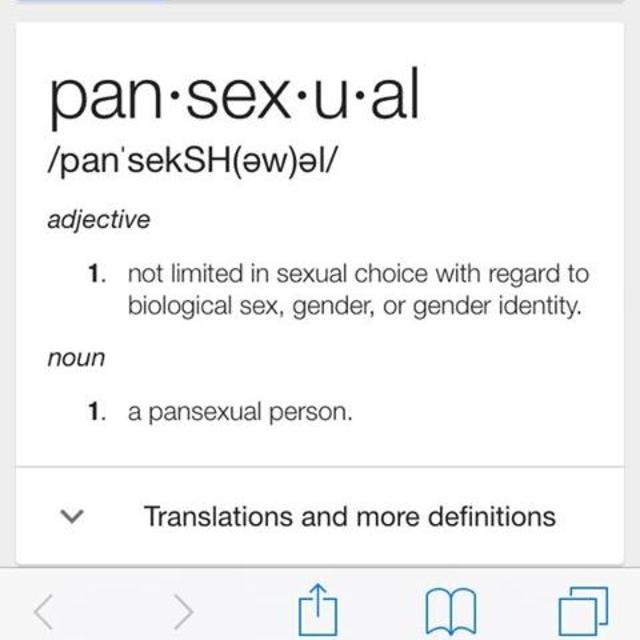 pan·sex·u·al
/panˈsekSH(əw)əl/
adjective
1. not limited in sexual choice with regard to
biological sex, gender, or gender identity.
noun
1. a pansexual person.
Translations and more definitions